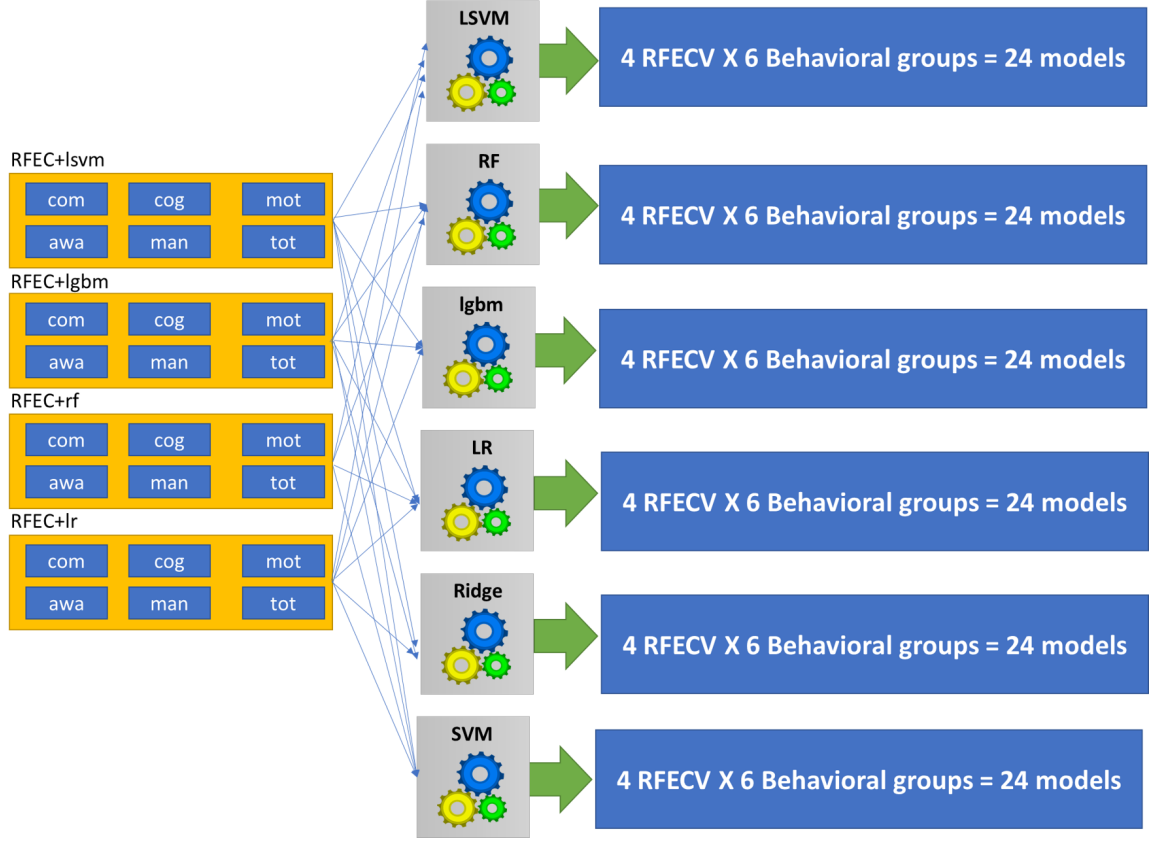 LSVM
4 RFECV X 6 Behavioral groups = 24 models
RF
4 RFECV X 6 Behavioral groups = 24 models
lgbm
4 RFECV X 6 Behavioral groups = 24 models
LR
4 RFECV X 6 Behavioral groups = 24 models
Ridge
4 RFECV X 6 Behavioral groups = 24 models
SVM
4 RFECV X 6 Behavioral groups = 24 models
RFEC+lsvm
com cog mot
awa man tot
RFEC+lgbm
com cog mot
awa man tot
RFEC+rf
com cog mot
awa man tot
RFEC+lr
com cog mot
awa man tot